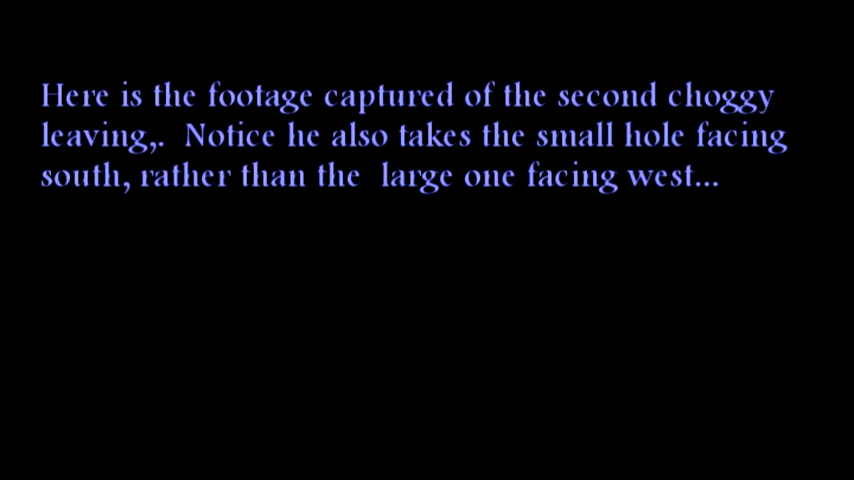 Here is the footage captured of the second choggy
leaving,.  Notice he also takes the small hole facing
south, rather than the  large one facing west...